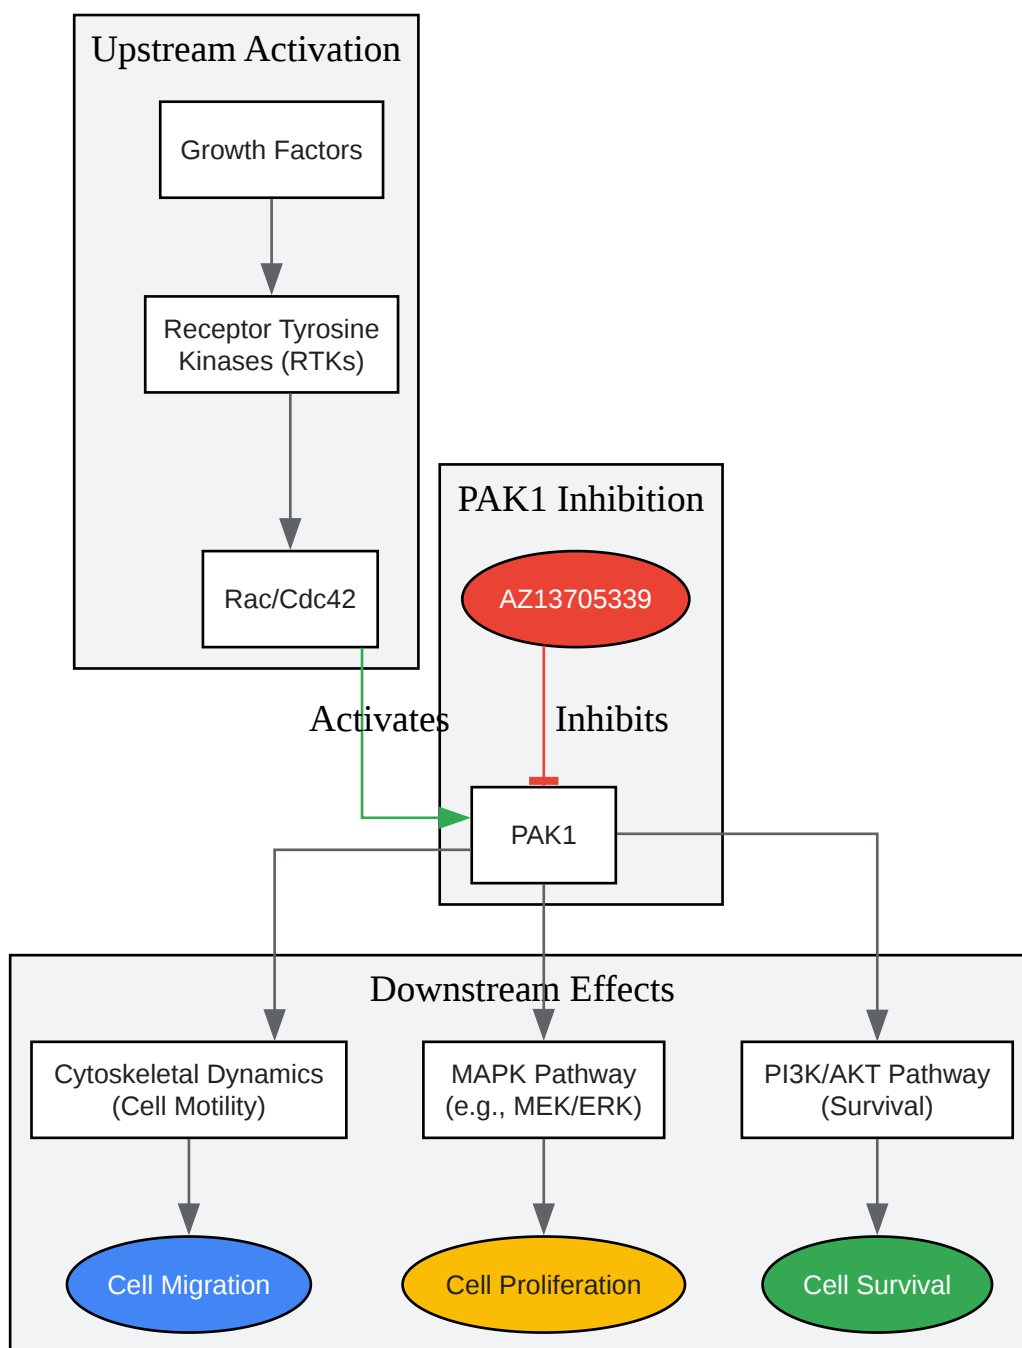 Upstream Activation
Growth Factors
Receptor Tyrosine
Kinases (RTKs)
Rac/Cdc42
PAK1 Inhibition
AZ13705339
Activates
Inhibits
PAK1
Downstream Effects
Cytoskeletal Dynamics
(Cell Motility)
MAPK Pathway
(e.g., MEK/ERK)
PI3K/AKT Pathway
(Survival)
Cell Migration
Cell Proliferation
Cell Survival